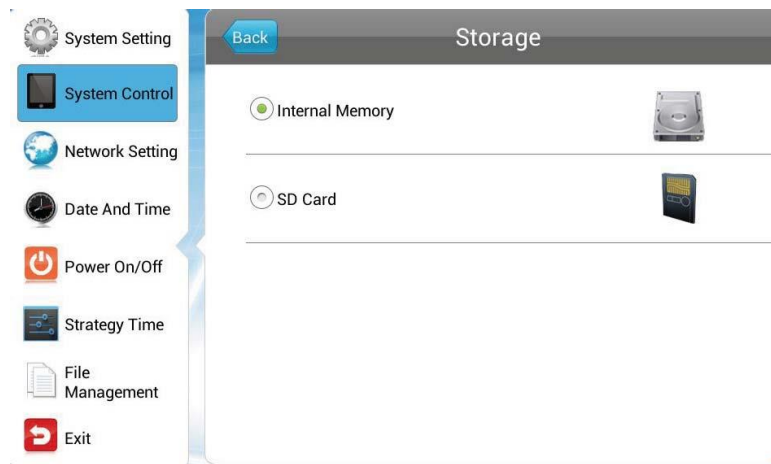 System Setting
System Control
Network Setting
Date And Time
Power On/Off
Strategy Time
File
Management
Exit
Back
Storage
Internal Memory
SD Card